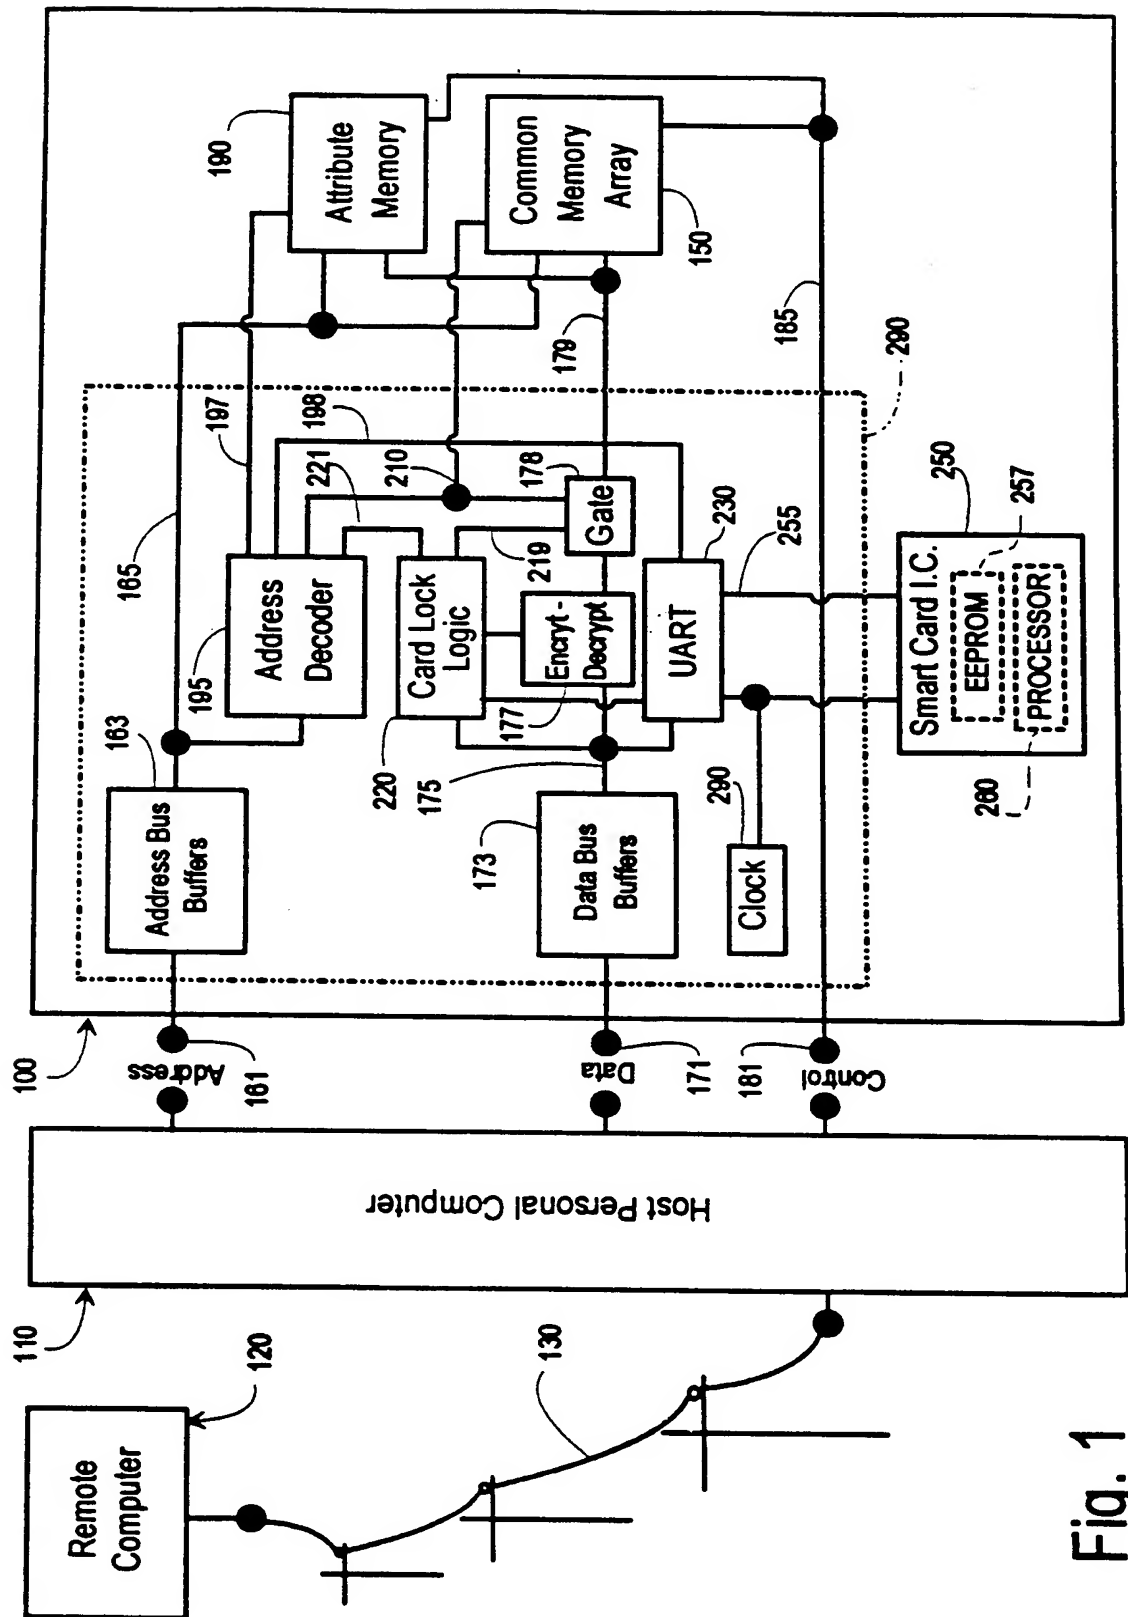 Remote
Computer
120
110
130
Host Personal Computer
100
Address
161
Data
171
181
Control
Address Bus
Buffers
163
165
Address
Decoder
195
197
198
221
210
Card Lock
Logic
220
219
Gate
178
179
Encryt-
Decrypt
177
175
Data Bus
Buffers
173
UART
230
255
Clock
290
185
290
Attribute
Memory
190
Common
Memory
Array
150
Smart Card I.C.
EEPROM
PROCESSOR
250
257
260
Fig. 1